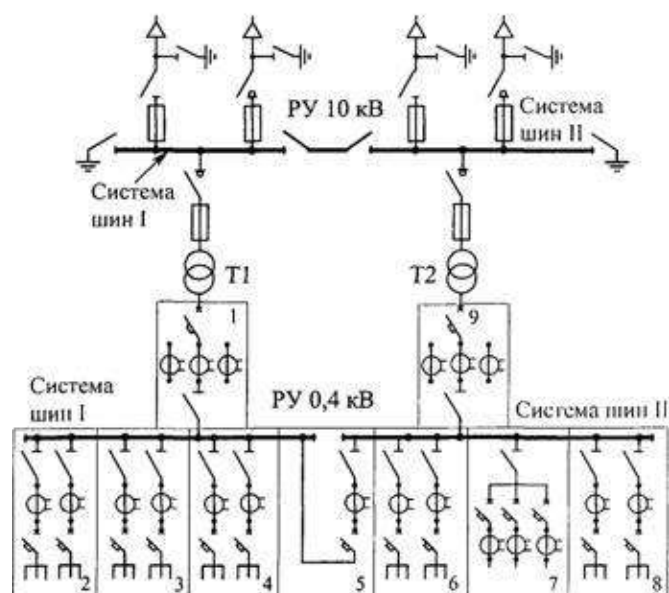 РУ 10 кВ
Система
шин II
Система
шин I
Т1
Т2
1
9
Система
шин I
РУ 0,4 кВ
Система шин II
2
3
4
5
6
7
8